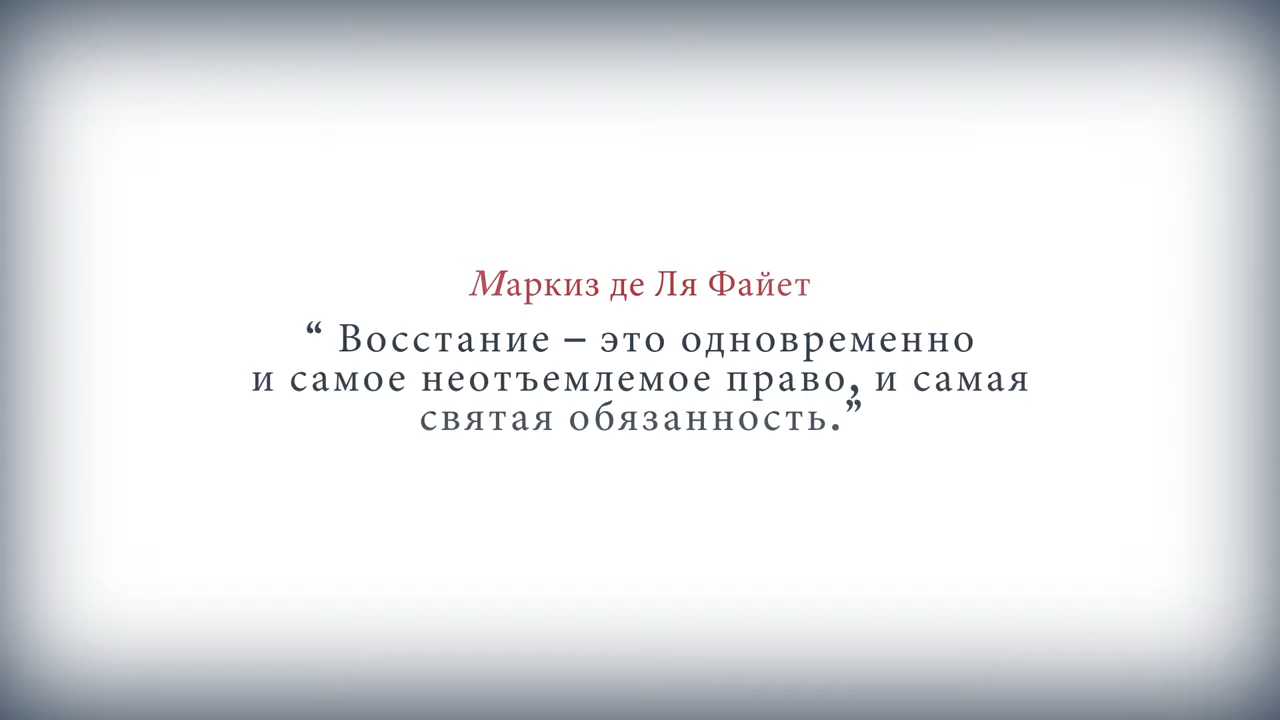 Маркиз де Ля Файет
“ Восстание – это одновременно
и самое неотъемлемое право, и самая
святая обязанность.”